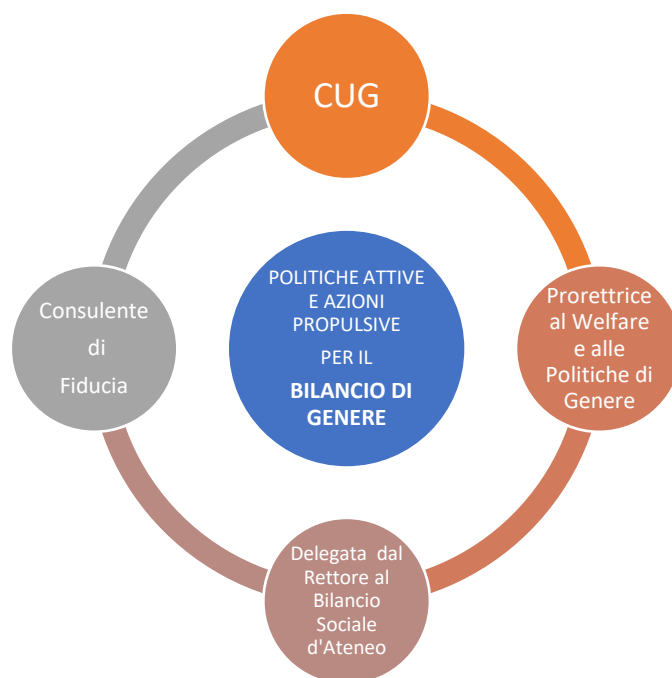 CUG
POLITICHE ATTIVE
E AZIONI
PROPULSIVE
PER IL
BILANCIO DI
GENERE
Consulente
di
Fiducia
Prorettrice
al Welfare
e alle
Politiche di
Genere
Delegata dal
Rettore al
Bilancio
Sociale
d'Ateneo